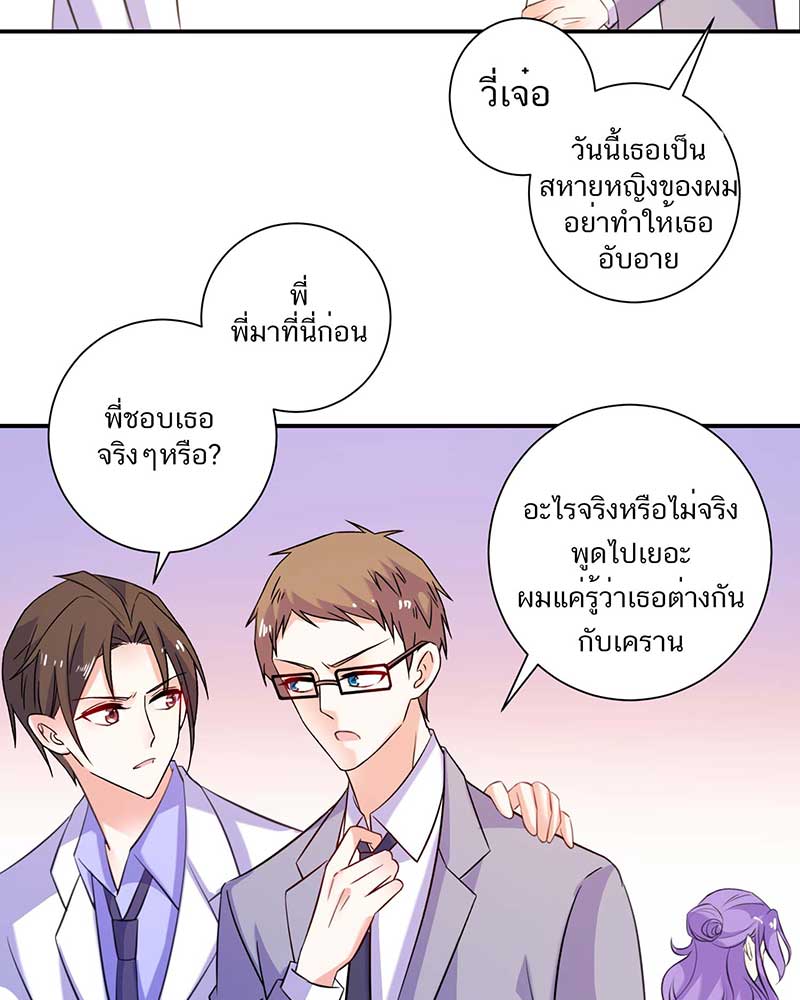 วี่เจ๋อ
วันนี้เธอเป็น
สหายหญิงของผม
อย่าทำให้เธอ
อับอาย
พี่
พี่มาที่นี่ก่อน
พี่ชอบเธอ
จริงๆหรือ?
อะไรจริงหรือไม่จริง
พูดไปเยอะ
ผมแค่รู้ว่าเธอต่างกัน
กับเคราน